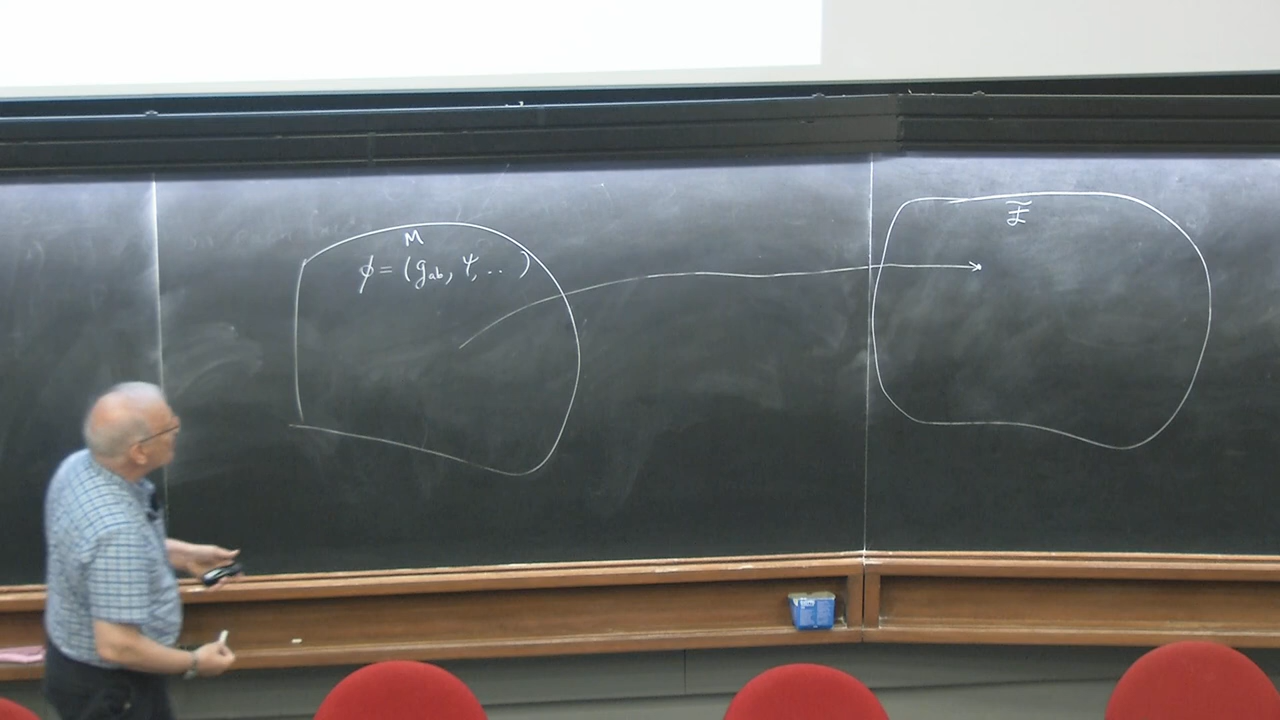 M
ϕ = (g_ab, ψ, ..)